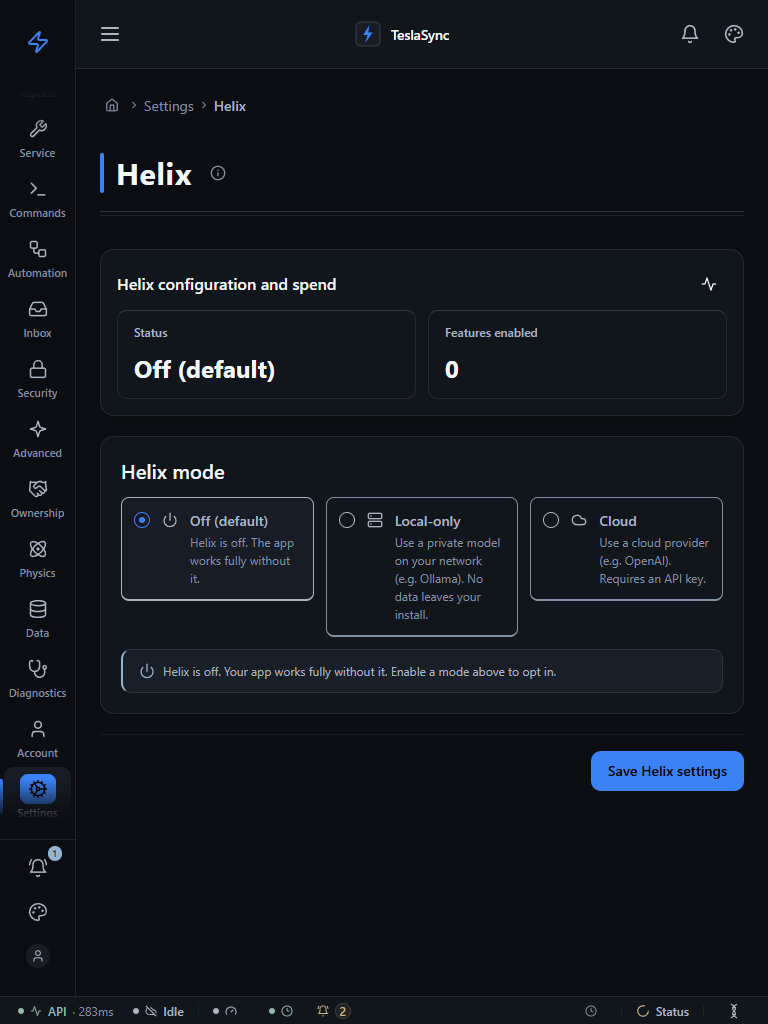 TeslaSync
Settings > Helix
Helix
Service
Commands
Automation
Inbox
Security
Advanced
Ownership
Physics
Data
Diagnostics
Account
Settings
1
Helix configuration and spend
Status
Off (default)
Features enabled
0
Helix mode
Off (default)
Helix is off. The app
works fully without
it.
Local-only
Use a private model
on your network
(e.g. Ollama). No
data leaves your
install.
Cloud
Use a cloud provider
(e.g. OpenAI).
Requires an API key.
Helix is off. Your app works fully without it. Enable a mode above to opt in.
Save Helix settings
API · 283ms
Idle
2
Status